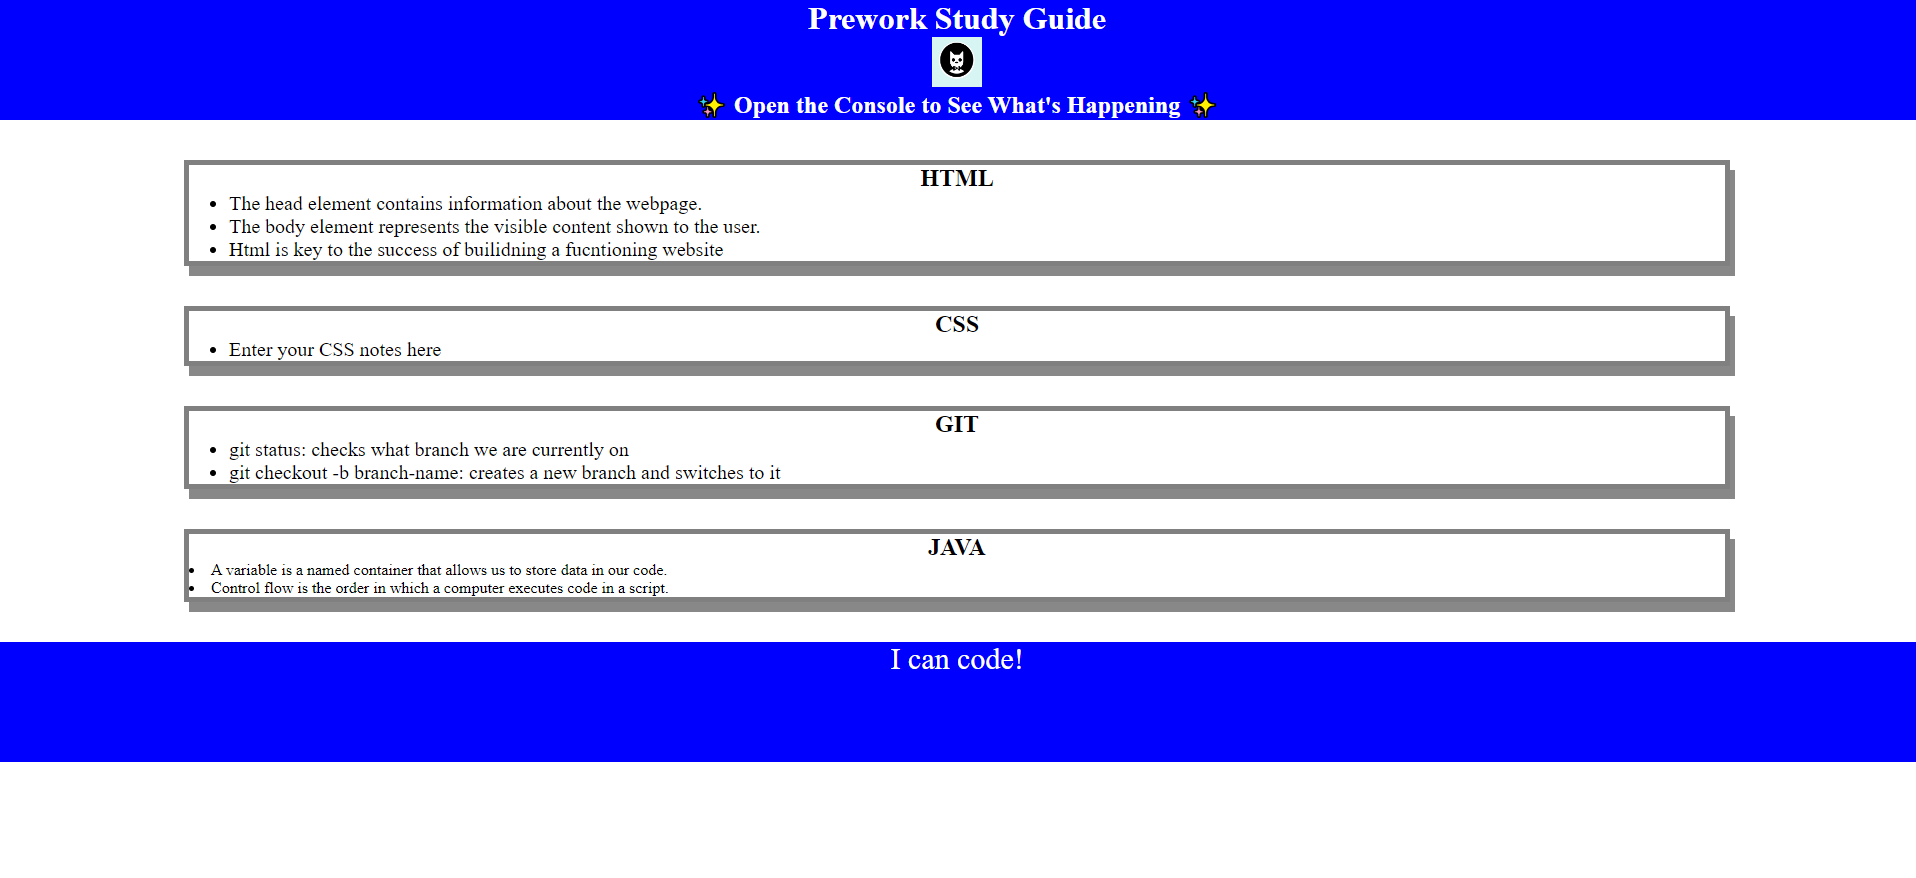 Prework Study Guide
✨ Open the Console to See What's Happening ✨
HTML
• The head element contains information about the webpage.
• The body element represents the visible content shown to the user.
• Html is key to the success of builidning a fucntioning website
CSS
• Enter your CSS notes here
GIT
• git status: checks what branch we are currently on
• git checkout -b branch-name: creates a new branch and switches to it
JAVA
• A variable is a named container that allows us to store data in our code.
• Control flow is the order in which a computer executes code in a script.
I can code!